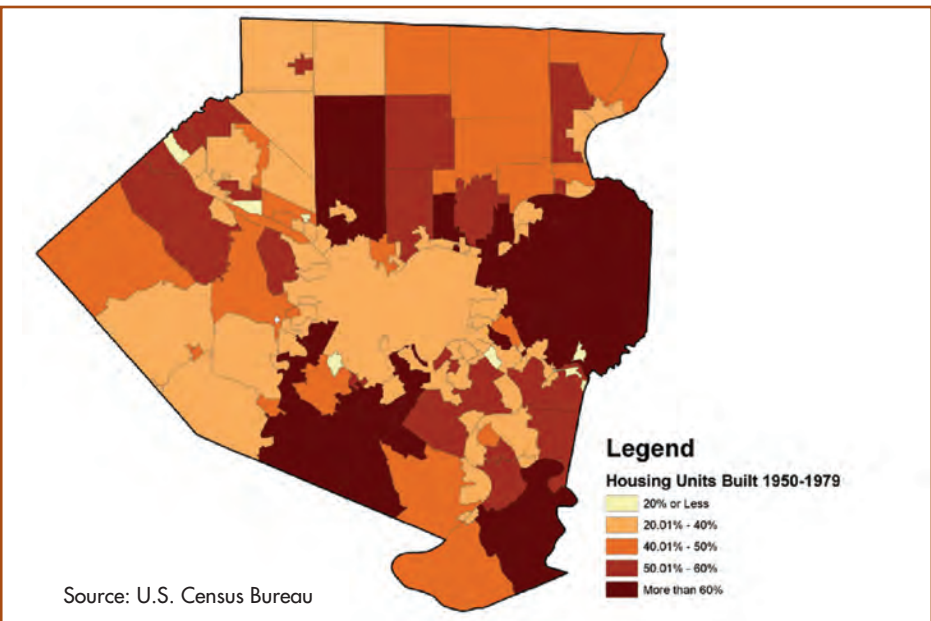 Legend
Housing Units Built 1950-1979
20% or Less
20.01% - 40%
40.01% - 50%
50.01% - 60%
More than 60%
Source: U.S. Census Bureau